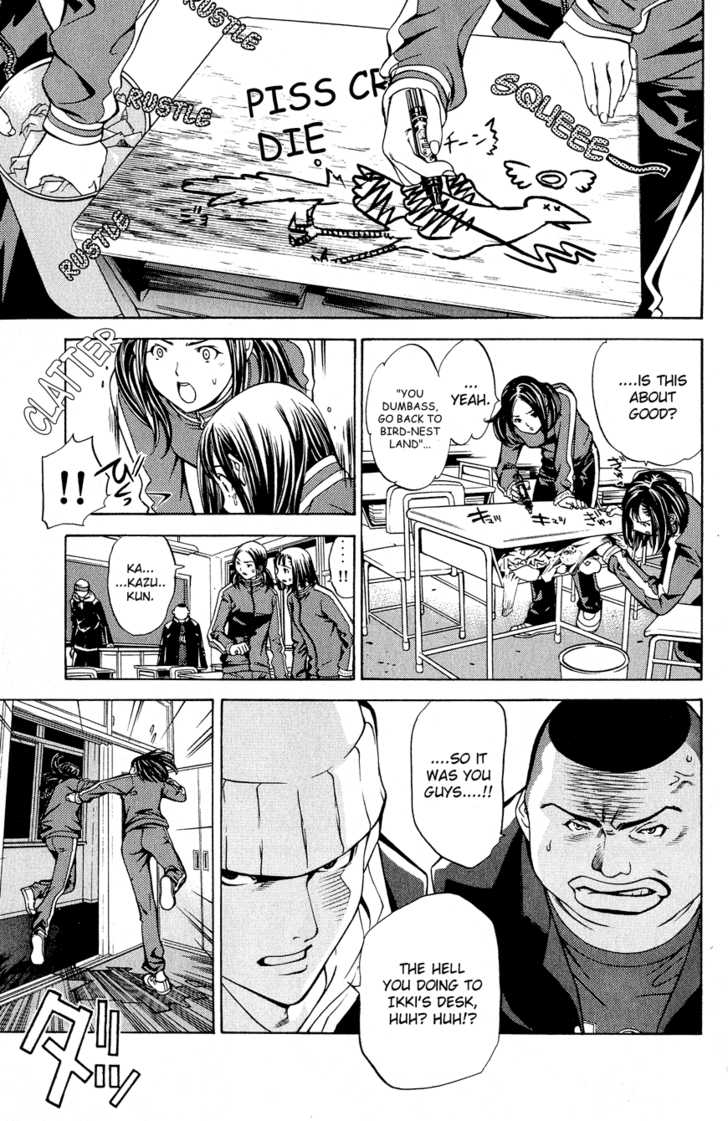 RUSTLE
SQUEEE
PISS CR
DIE
チーン
RUSTLE
RUSTLE
....IS THIS
ABOUT
GOOD?
...
YEAH.
"YOU
DUMBASS,
GO BACK TO
BIRD-NEST
LAND"...
CLATTER
!!
....
!!
KA...
....KAZU..
KUN.
....SO IT
WAS YOU
GUYS....!!
THE HELL
YOU DOING TO
IKKI'S DESK,
HUH? HUH!?
ダッ